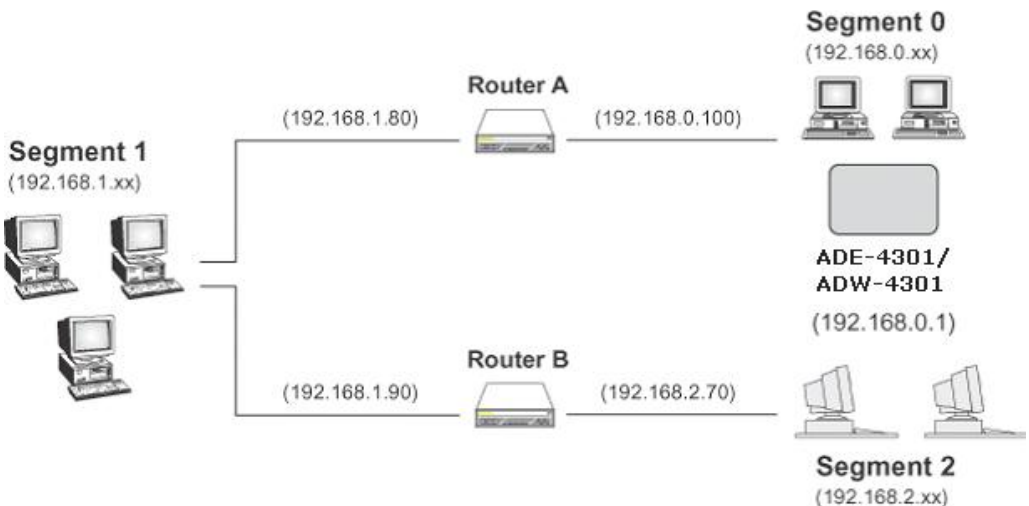 Segment 0
(192.168.0.xx)
Router A
(192.168.1.80)
(192.168.0.100)
Segment 1
(192.168.1.xx)
ADE-4301/
ADW-4301
(192.168.0.1)
Router B
(192.168.1.90)
(192.168.2.70)
Segment 2
(192.168.2.xx)